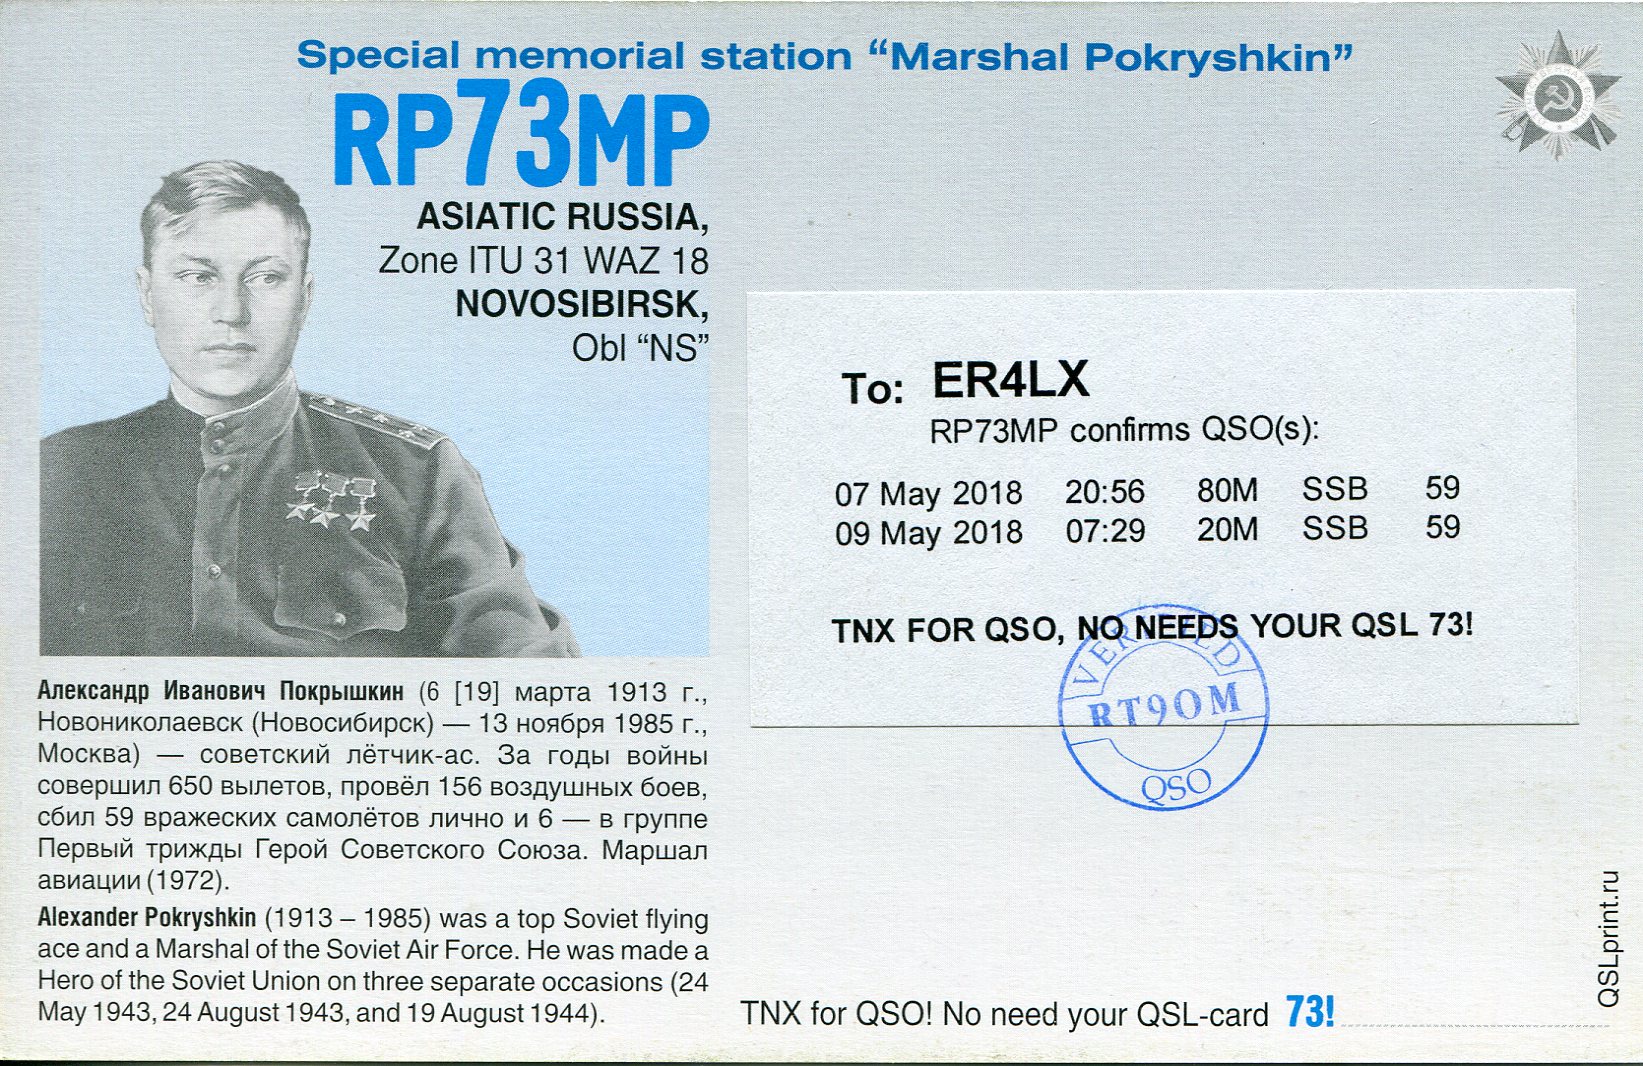 Special memorial station “Marshal Pokryshkin”
RP73MP
ASIATIC RUSSIA,
Zone ITU 31 WAZ 18
NOVOSIBIRSK,
Obl “NS”
Александр Иванович Покрышкин (6 [19] марта 1913 г.,
Новониколаевск (Новосибирск) — 13 ноября 1985 г.,
Москва) — советский лётчик-ас. За годы войны
совершил 650 вылетов, провёл 156 воздушных боев,
сбил 59 вражеских самолётов лично и 6 — в группе
Первый трижды Герой Советского Союза. Маршал
авиации (1972).
Alexander Pokryshkin (1913 – 1985) was a top Soviet flying
ace and a Marshal of the Soviet Air Force. He was made a
Hero of the Soviet Union on three separate occasions (24
May 1943, 24 August 1943, and 19 August 1944).
To: ER4LX
RP73MP confirms QSO(s):
07 May 2018 20:56 80M SSB 59
09 May 2018 07:29 20M SSB 59
TNX FOR QSO, NO NEEDS YOUR QSL 73!
VERIFIED
RT9OM
QSO
TNX for QSO! No need your QSL-card 73!
QSLprint.ru